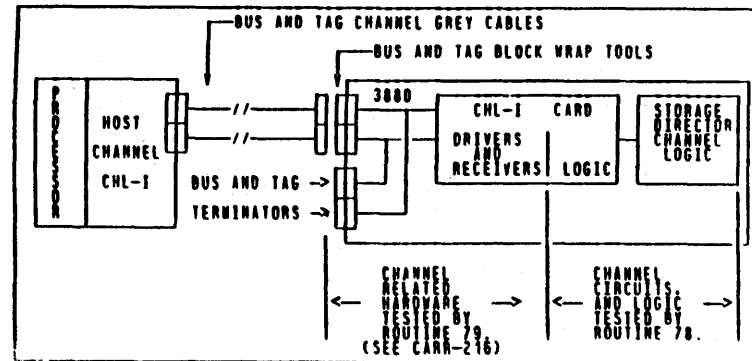 BUS AND TAG CHANNEL GREY CABLES
BUS AND TAG BLOCK WRAP TOOLS
PROCESSOR
HOST
CHANNEL
CHL-I
3880
CHL-I CARD
DRIVERS
AND
RECEIVERS LOGIC
STORAGE
DIRECTOR
CHANNEL
LOGIC
BUS AND TAG ->
TERMINATORS ->
CHANNEL
RELATED
HARDWARE
TESTED BY
ROUTINE 79.
(SEE CARR-216)
CHANNEL
CIRCUITS.
AND LOGIC
TESTED BY
ROUTINE 78.